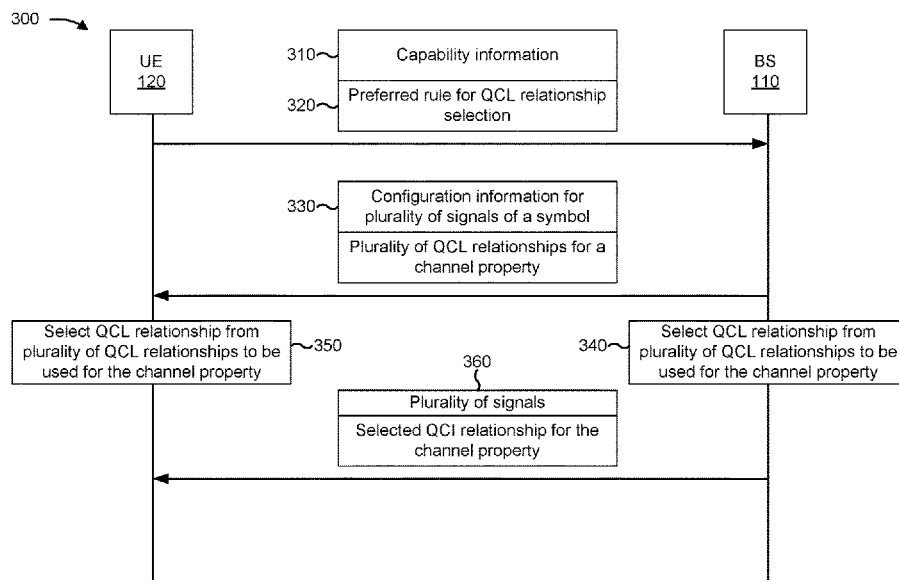 300
UE
120
310
Capability information
320
Preferred rule for QCL relationship
selection
BS
110
330
Configuration information for
plurality of signals of a symbol
Plurality of QCL relationships for a
channel property
Select QCL relationship from
plurality of QCL relationships to be
used for the channel property
350
340
Select QCL relationship from
plurality of QCL relationships to be
used for the channel property
360
Plurality of signals
Selected QCI relationship for the
channel property